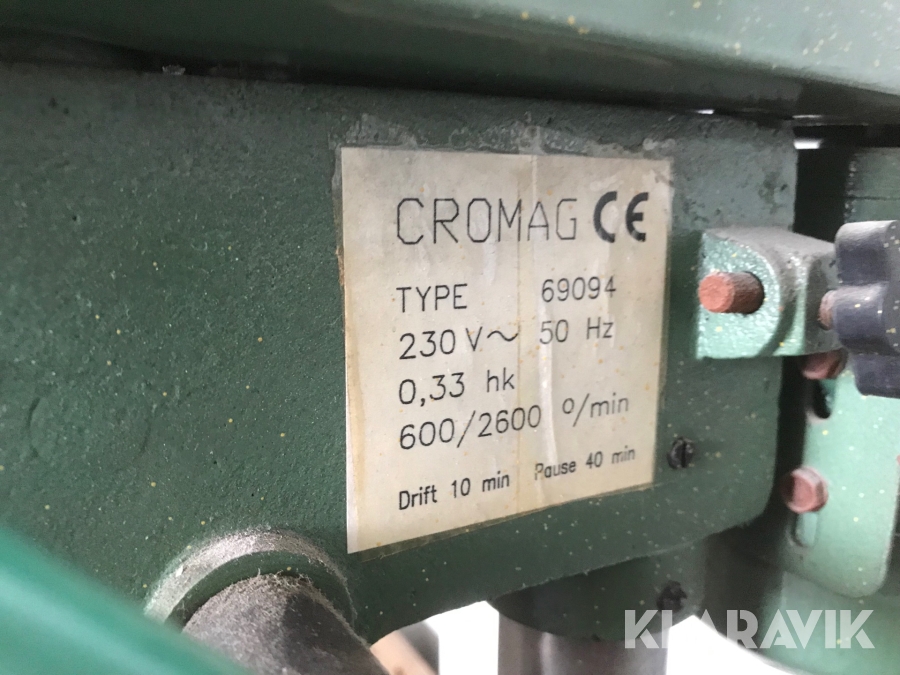 CROMAG CE
TYPE 69094
230 V~ 50 Hz
0,33 hk
600/2600 º/min
Drift 10 min Pause 40 min
KLARAVIK